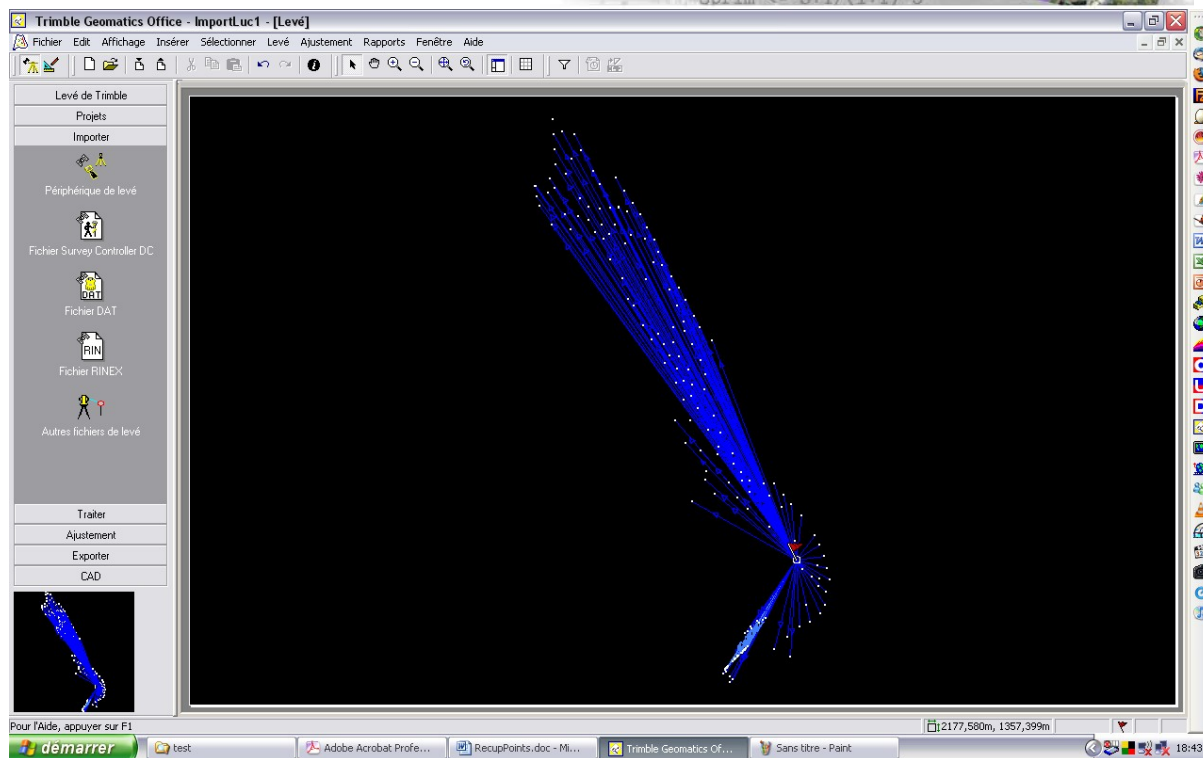 Trimble Geomatics Office - ImportLuc1 - [Levé]
Fichier Edit Affichage Insérer Sélectionner Levé Ajustement Rapports Fenêtre Aide
Levé de Trimble
Projets
Importer
Périphérique de levé
Fichier Survey Controller DC
DAT
Fichier DAT
RIN
Fichier RINEX
Autres fichiers de levé
Traiter
Ajustement
Exporter
CAD
Pour l'Aide, appuyer sur F1
2177,580m, 1357,399m
démarrer
test
Adobe Acrobat Profe...
RecupPoints.doc - Mi...
Trimble Geomatics Of...
Sans titre - Paint
18:43